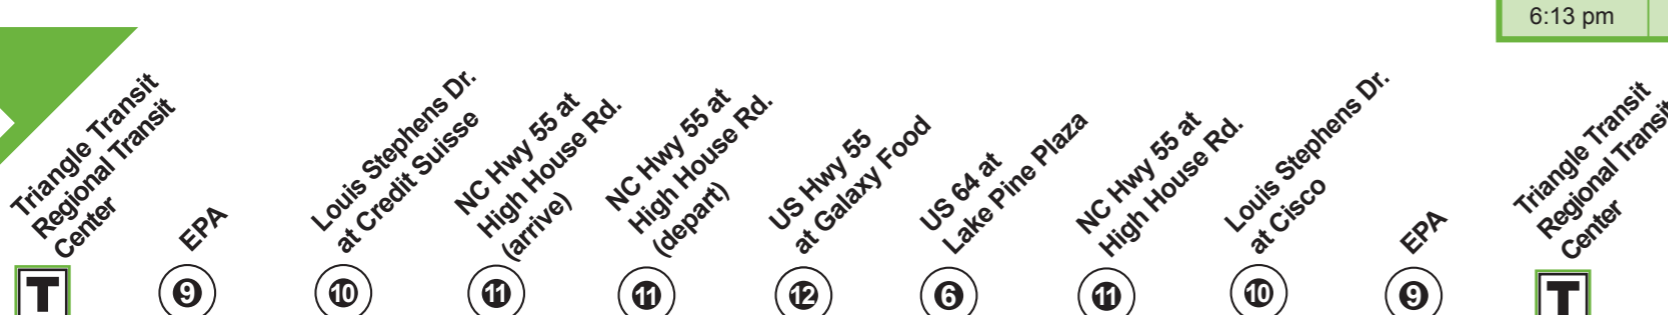 6:13 pm
Triangle Transit
Regional Transit
Center
EPA
Louis Stephens Dr.
at Credit Suisse
NC Hwy 55 at
High House Rd.
(arrive)
NC Hwy 55 at
High House Rd.
(depart)
US Hwy 55
at Galaxy Food
US 64 at
Lake Pine Plaza
NC Hwy 55 at
High House Rd.
Louis Stephens Dr.
at Cisco
EPA
Triangle Transit
Regional Transit
Center
T 9 10 11 11 12 6 11 10 9 T